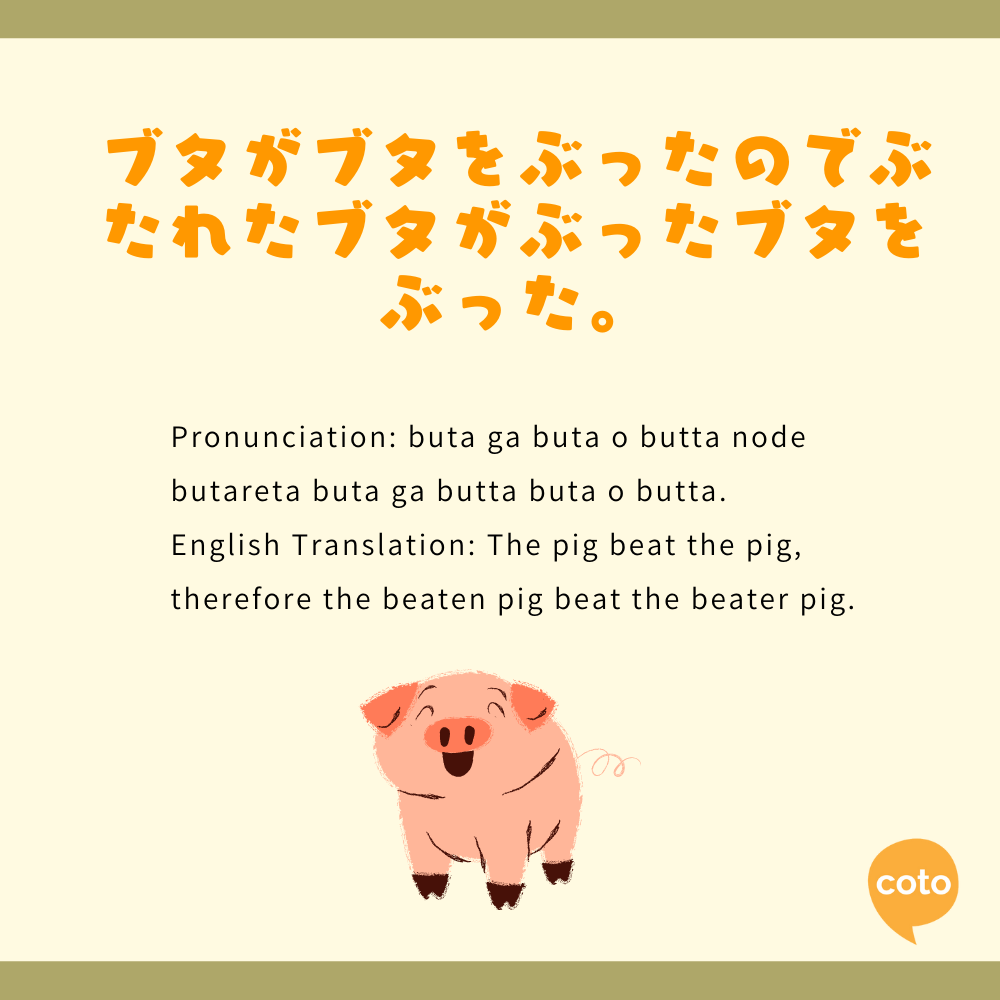 ブタがブタをぶったのでぶ
たれたブタがぶったブタを
ぶった。
Pronunciation: buta ga buta o butta node
butareta buta ga butta buta o butta.
English Translation: The pig beat the pig,
therefore the beaten pig beat the beater pig.
coto